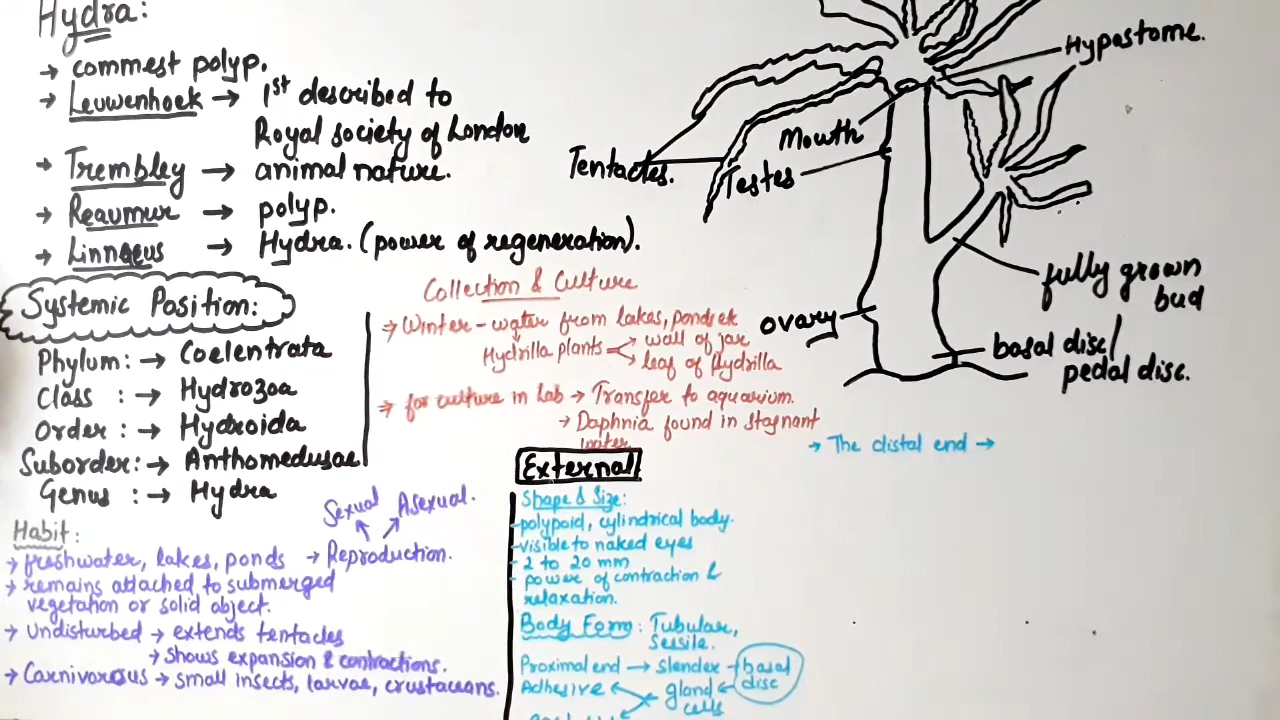 Hydra:
→ commest polyp.
→ Leuwenhoek → 1st described to
Royal society of London
→ Trembley → animal nature.
→ Reaumur → polyp.
→ Linnaeus → Hydra. (power of regeneration).
Systemic Position:
Phylum: → Coelentrata
Class : → Hydrozoa
Order : → Hydroida
Suborder: → Anthomedusae
Genus : → Hydra
Habit:
→ freshwater, lakes, ponds
→ remains attached to submerged
vegetation or solid object.
→ Undisturbed → extends tentacles
→ shows expansion & contractions.
→ Carnivorous → small insects, larvae, crustaceans.
Sexual Asexual.
→ Reproduction.
Collection & Culture
⇒ Winter - water from lakes, ponds
Hydrilla plants wall of jar
leaf of Hydrilla
⇒ for culture in Lab → Transfer to aquarium.
→ Daphnia found in stagnant
water
External
Shape & Size:
- polypoid, cylindrical body.
- visible to naked eyes
- 2 to 20 mm
- power of contraction &
relaxation.
Body Form: Tubular,
Sessile.
Proximal end → slender → basal
disc
Adhesive ← gland
cells
→ The distal end →
Hypostome.
Mouth
Tentacles.
Testes
fully grown
bud
ovary
basal disc/
pedal disc.